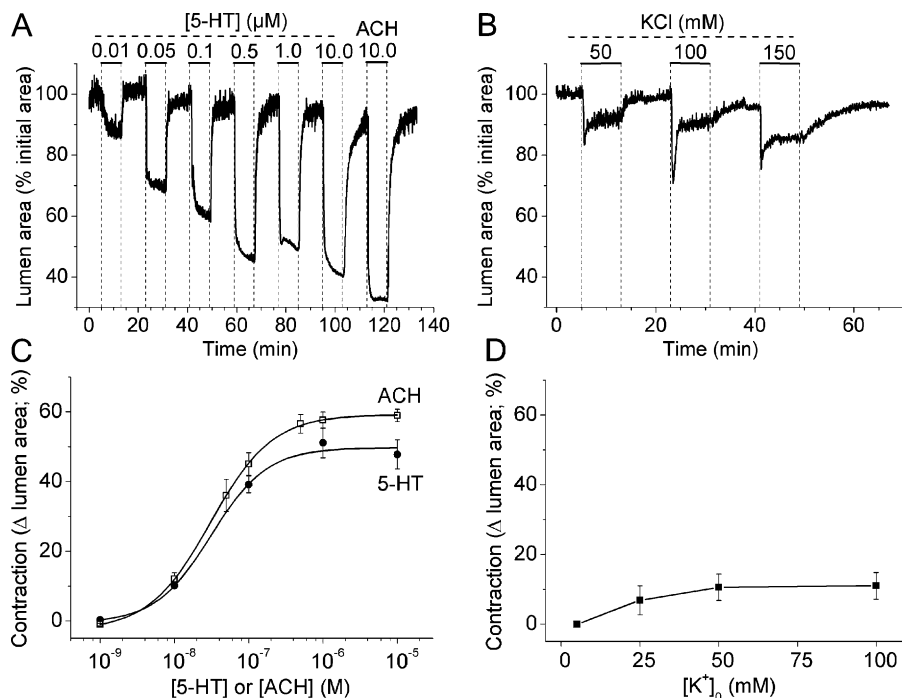 A
[5-HT] (µM)
ACH
0.01 0.05 0.1 0.5 1.0 10.0 10.0
Lumen area (% initial area)
100
80
60
40
0 20 40 60 80 100 120 140
Time (min)
B
KCl (mM)
50 100 150
Lumen area (% initial area)
100
80
60
40
0 20 40 60
Time (min)
C
Contraction (Δ lumen area; %)
60
40
20
0
ACH
5-HT
10-9 10-8 10-7 10-6 10-5
[5-HT] or [ACH] (M)
D
Contraction (Δ lumen area; %)
60
40
20
0
0 25 50 75 100
[K+]0 (mM)